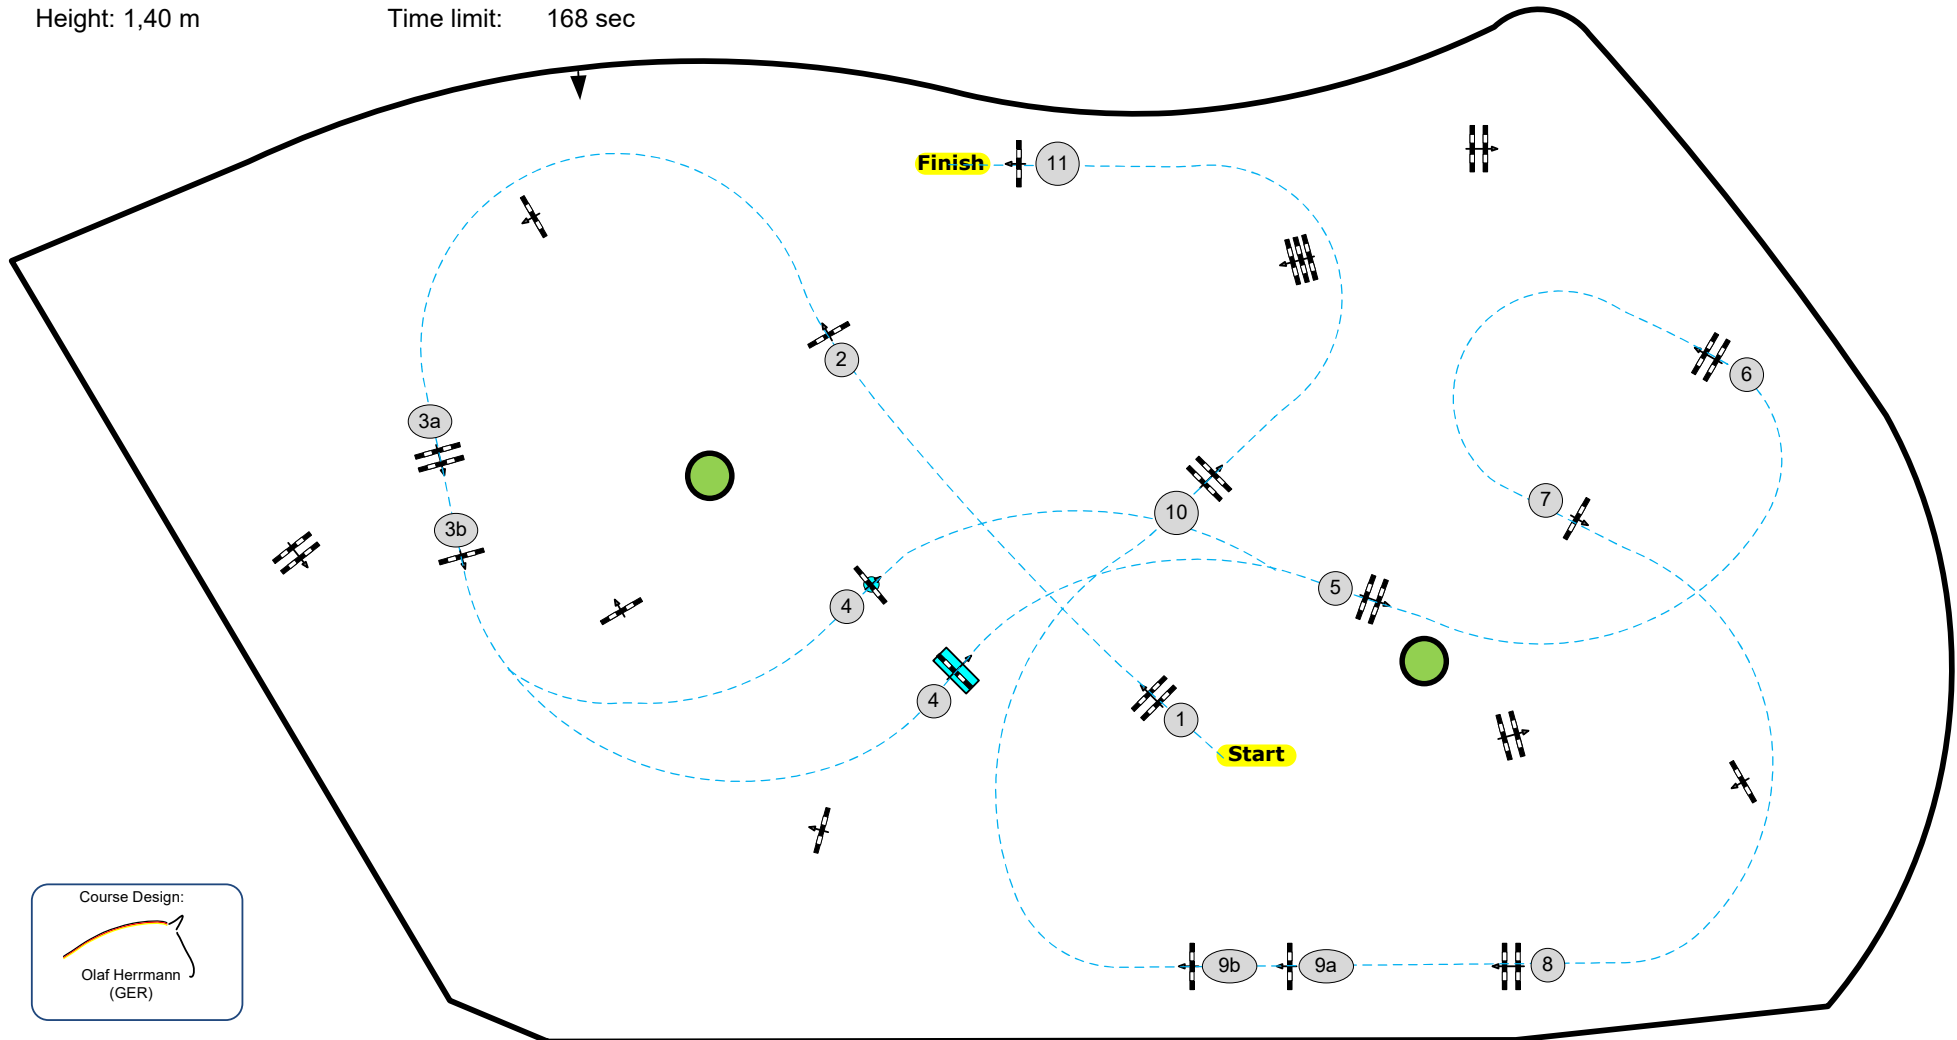 Height: 1,40 m
Time limit: 168 sec
Finish
11
2
6
3a
7
10
3b
5
4
4
1
Start
9b
9a
8
Course Design:
Olaf Herrmann
(GER)